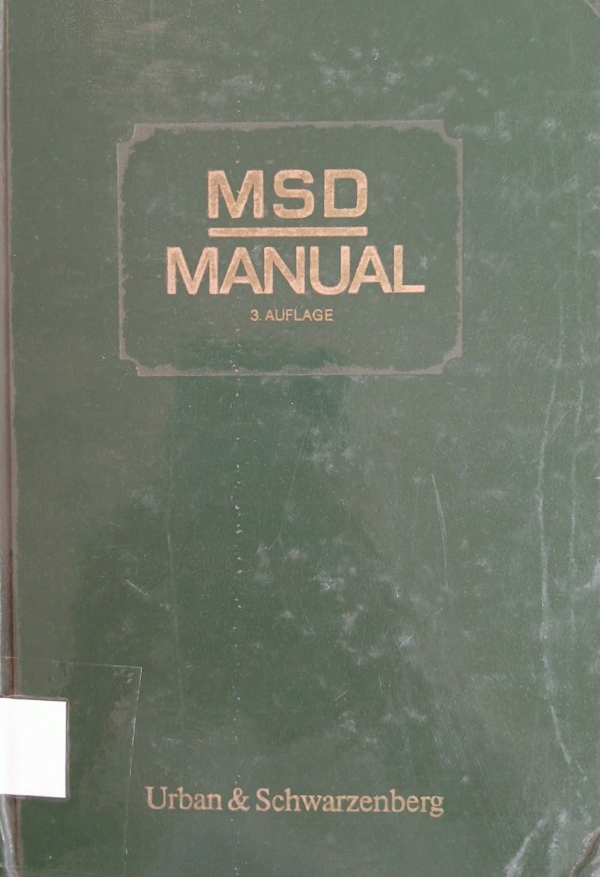 MSD
MANUAL
3. AUFLAGE
Urban & Schwarzenberg